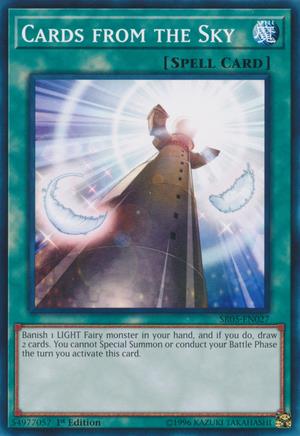 Cards from the Sky
魔
[Spell Card]
SR05-EN027
Banish 1 LIGHT Fairy monster in your hand, and if you do, draw
2 cards. You cannot Special Summon or conduct your Battle Phase
the turn you activate this card.
54977057 1st Edition ©1996 KAZUKI TAKAHASHI